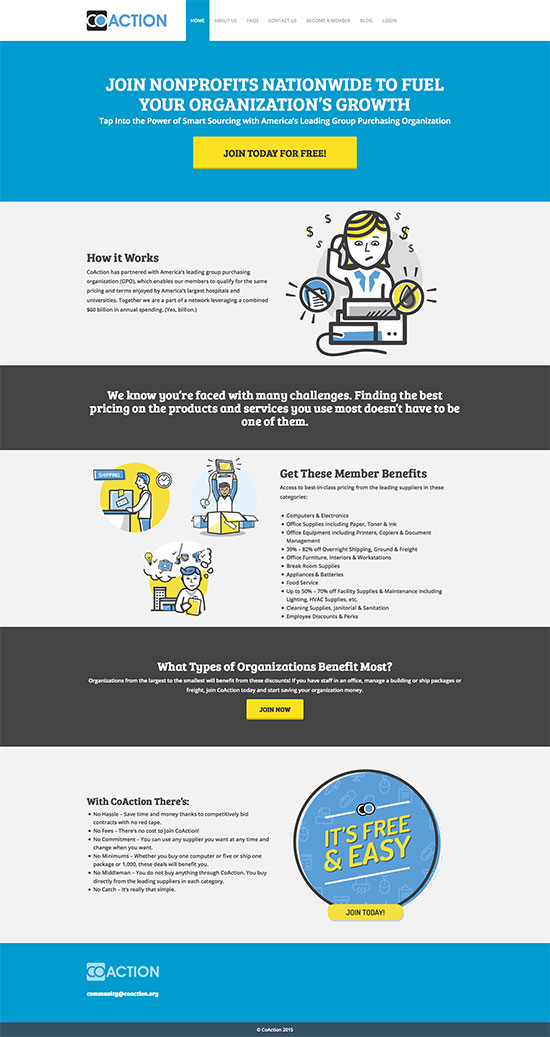 COACTION
HOME ABOUT US FAQS CONTACT US BECOME A MEMBER BLOG LOGIN
JOIN NONPROFITS NATIONWIDE TO FUEL
YOUR ORGANIZATION'S GROWTH
Tap Into the Power of Smart Sourcing with America's Leading Group Purchasing Organization
JOIN TODAY FOR FREE!
How it Works
CoAction has partnered with America's leading group purchasing
organization (GPO), which enables our members to qualify for the same
pricing and terms enjoyed by America's largest hospitals and
universities. Together we are a part of a network leveraging a combined
$60 billion in annual spending. (Yes, billion.)
$ $ $ $
We know you're faced with many challenges. Finding the best
pricing on the products and services you use most doesn't have to be
one of them.
SHIPPING
Get These Member Benefits
Access to best-in-class pricing from the leading suppliers in these
categories:
• Computers & Electronics
• Office Supplies including Paper, Toner & Ink
• Office Equipment including Printers, Copiers & Document
Management
• 39% - 82% off Overnight Shipping, Ground & Freight
• Office Furniture, Interiors & Workstations
• Break Room Supplies
• Appliances & Batteries
• Food Service
• Up to 50% - 70% off Facility Supplies & Maintenance including
Lighting, HVAC Supplies, etc.
• Cleaning Supplies, Janitorial & Sanitation
• Employee Discounts & Perks
What Types of Organizations Benefit Most?
Organizations from the largest to the smallest will benefit from these discounts! If you have staff in an office, manage a building or ship packages or
freight, join CoAction today and start saving your organization money.
JOIN NOW
With CoAction There's:
• No Hassle – Save time and money thanks to competitively bid
contracts with no red tape.
• No Fees – There's no cost to join CoAction!
• No Commitment – You can use any supplier you want at any time and
change when you want.
• No Minimums – Whether you buy one computer or five or ship one
package or 1,000, these deals will benefit you.
• No Middleman – You do not buy anything through CoAction. You buy
directly from the leading suppliers in each category.
• No Catch – It's really that simple.
CO
IT'S FREE
& EASY
JOIN TODAY!
COACTION
community@coaction.org
© CoAction 2015